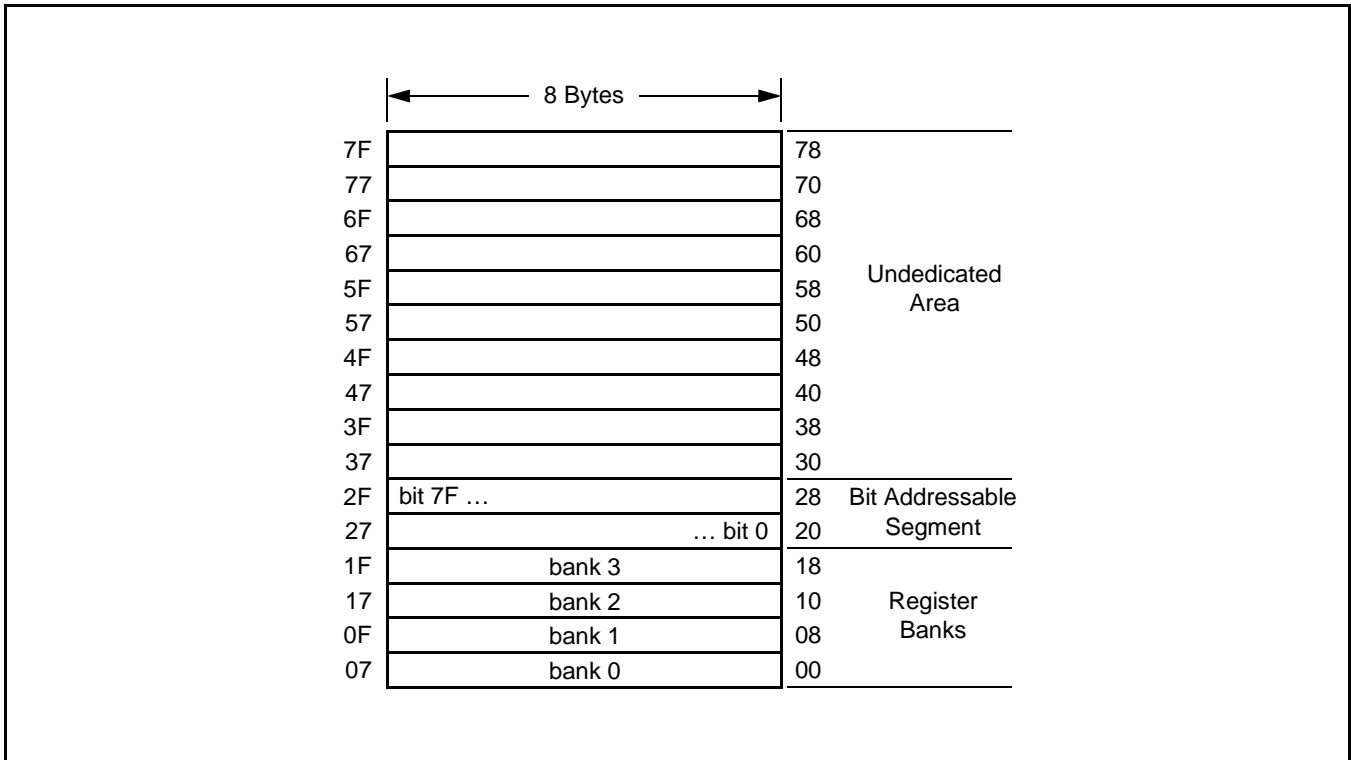 8 Bytes
7F 78
77 70
6F 68
67 60
5F 58 Undedicated
Area
57 50
4F 48
47 40
3F 38
37 30
2F bit 7F … 28 Bit Addressable
27 … bit 0 20 Segment
1F bank 3 18
17 bank 2 10 Register
0F bank 1 08 Banks
07 bank 0 00